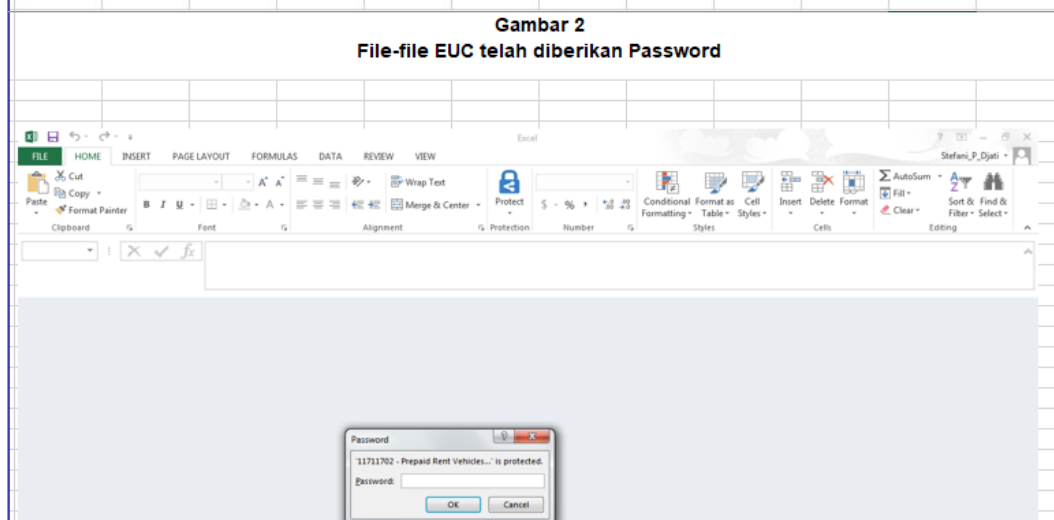 Gambar 2
File-file EUC telah diberikan Password
Excel
FILE HOME INSERT PAGE LAYOUT FORMULAS DATA REVIEW VIEW
Stefani_P_Djati
Paste
Cut
Copy
Format Painter
Clipboard
B I U
A A
A
Font
Wrap Text
Merge & Center
Alignment
Protect
Protection
$ - % ,
Number
Conditional Formatting
Format as Table
Cell Styles
Styles
Insert Delete Format
Cells
AutoSum
Fill
Clear
Sort & Filter
Find & Select
Editing
fx
Password
'11711702 - Prepaid Rent Vehicles...' is protected.
Password:
OK Cancel